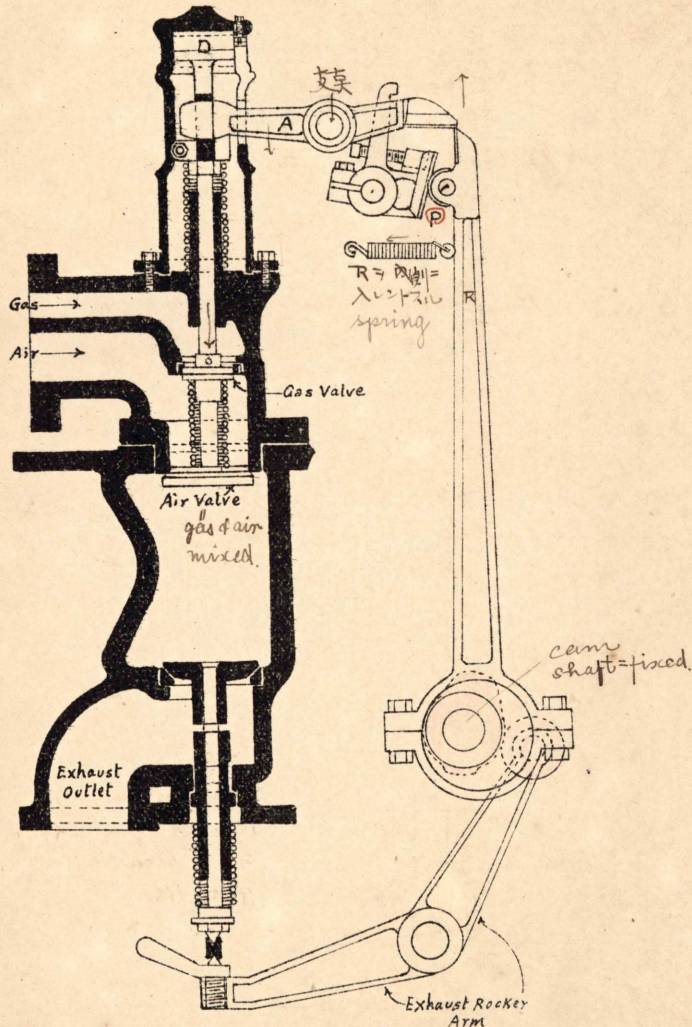 D
支点
A
P
Rヲ内側ニ
入レントスル
spring
R
Gas
Air
Gas Valve
Air Valve
gas & air
mixed.
cam
shaft=fixed.
Exhaust
Outlet
Exhaust Rocker
Arm